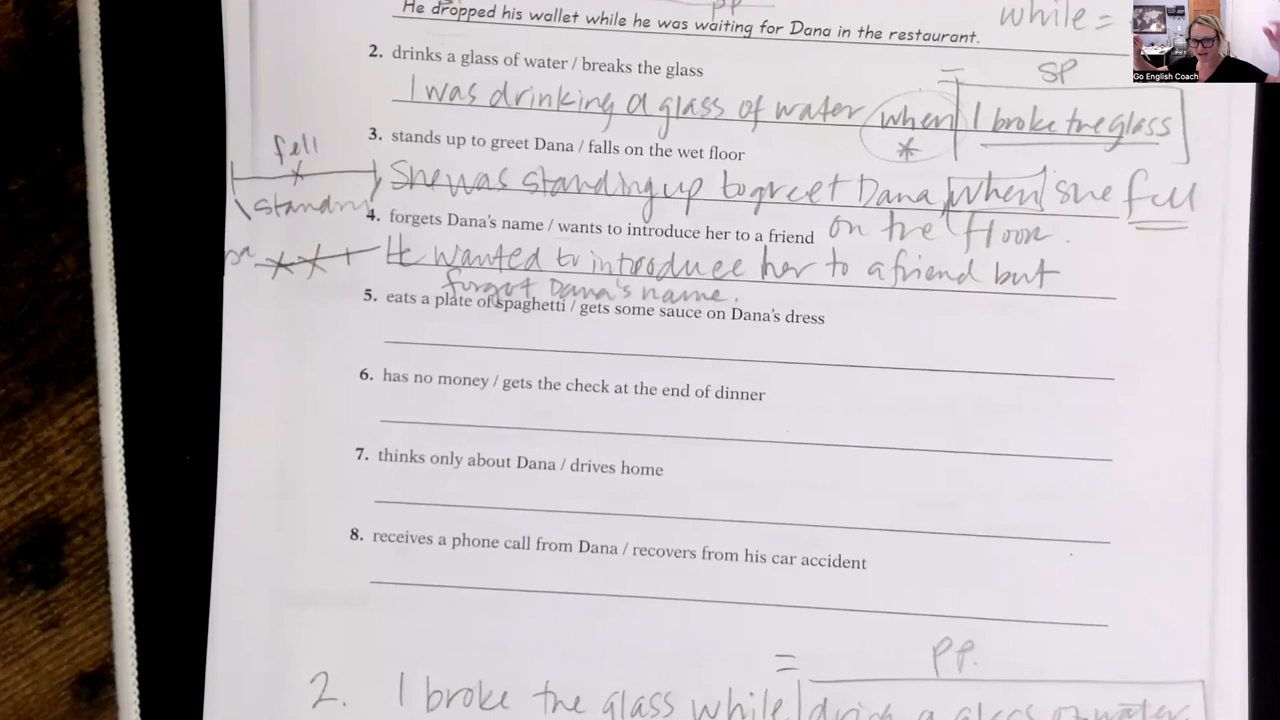 PP
He dropped his wallet while he was waiting for Dana in the restaurant.
while =
Go English Coach
2. drinks a glass of water / breaks the glass
= SP
I was drinking a glass of water when I broke the glass
*
3. stands up to greet Dana / falls on the wet floor
fell
She was standing up to greet Dana, when she fell
on the floor.
4. forgets Dana's name / wants to introduce her to a friend
He wanted to introduce her to a friend but
forgot Dana's name.
5. eats a plate of spaghetti / gets some sauce on Dana's dress
6. has no money / gets the check at the end of dinner
7. thinks only about Dana / drives home
8. receives a phone call from Dana / recovers from his car accident
= PP.
2. I broke the glass while I drink a glass of water